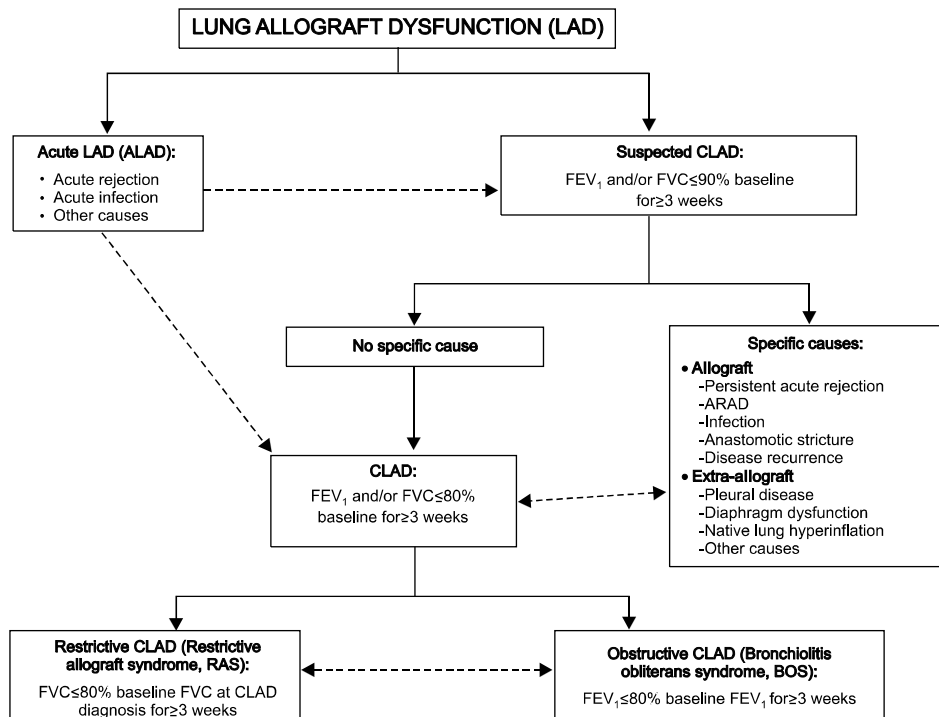 LUNG ALLOGRAFT DYSFUNCTION (LAD)
Acute LAD (ALAD):
• Acute rejection
• Acute infection
• Other causes
Suspected CLAD:
FEV₁ and/or FVC≤90% baseline
for≥3 weeks
No specific cause
Specific causes:
• Allograft
-Persistent acute rejection
-ARAD
-Infection
-Anastomotic stricture
-Disease recurrence
• Extra-allograft
-Pleural disease
-Diaphragm dysfunction
-Native lung hyperinflation
-Other causes
CLAD:
FEV₁ and/or FVC≤80%
baseline for≥3 weeks
Restrictive CLAD (Restrictive
allograft syndrome, RAS):
FVC≤80% baseline FVC at CLAD
diagnosis for≥3 weeks
Obstructive CLAD (Bronchiolitis
obliterans syndrome, BOS):
FEV₁≤80% baseline FEV₁ for≥3 weeks